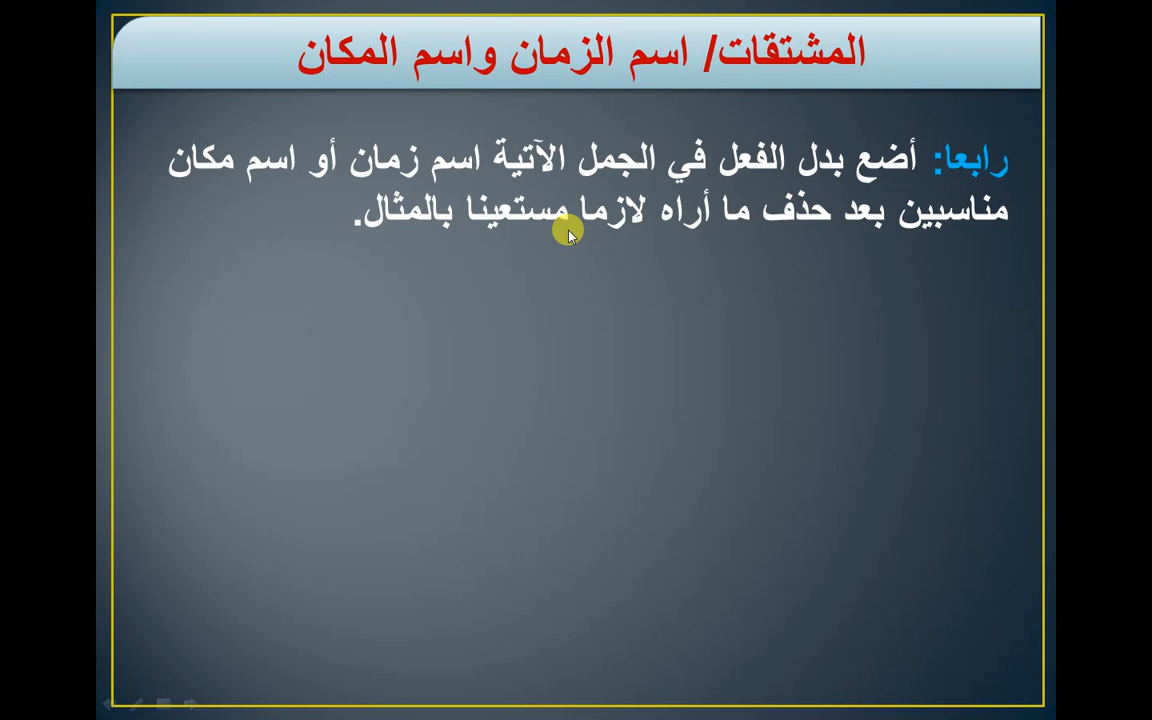 المشتقات/ اسم الزمان واسم المكان
رابعا: أضع بدل الفعل في الجمل الآتية اسم زمان أو اسم مكان
مناسبين بعد حذف ما أراه لازما مستعينا بالمثال.